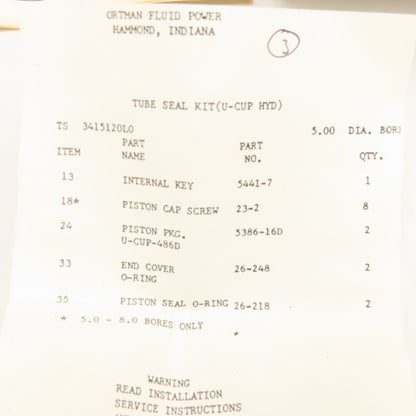 ORTMAN FLUID POWER
HAMMOND, INDIANA
3
TUBE SEAL KIT(U-CUP HYD)
TS 3415120L0 5.00 DIA. BORE
ITEM PART NAME PART NO. QTY.
13 INTERNAL KEY 5441-7 1
18* PISTON CAP SCREW 23-2 8
24 PISTON PKG. 5386-16D 2
U-CUP-486D
33 END COVER 26-248 2
O-RING
35 PISTON SEAL O-RING 26-218 2
* 5.0 - 8.0 BORES ONLY
*
WARNING
READ INSTALLATION
SERVICE INSTRUCTIONS